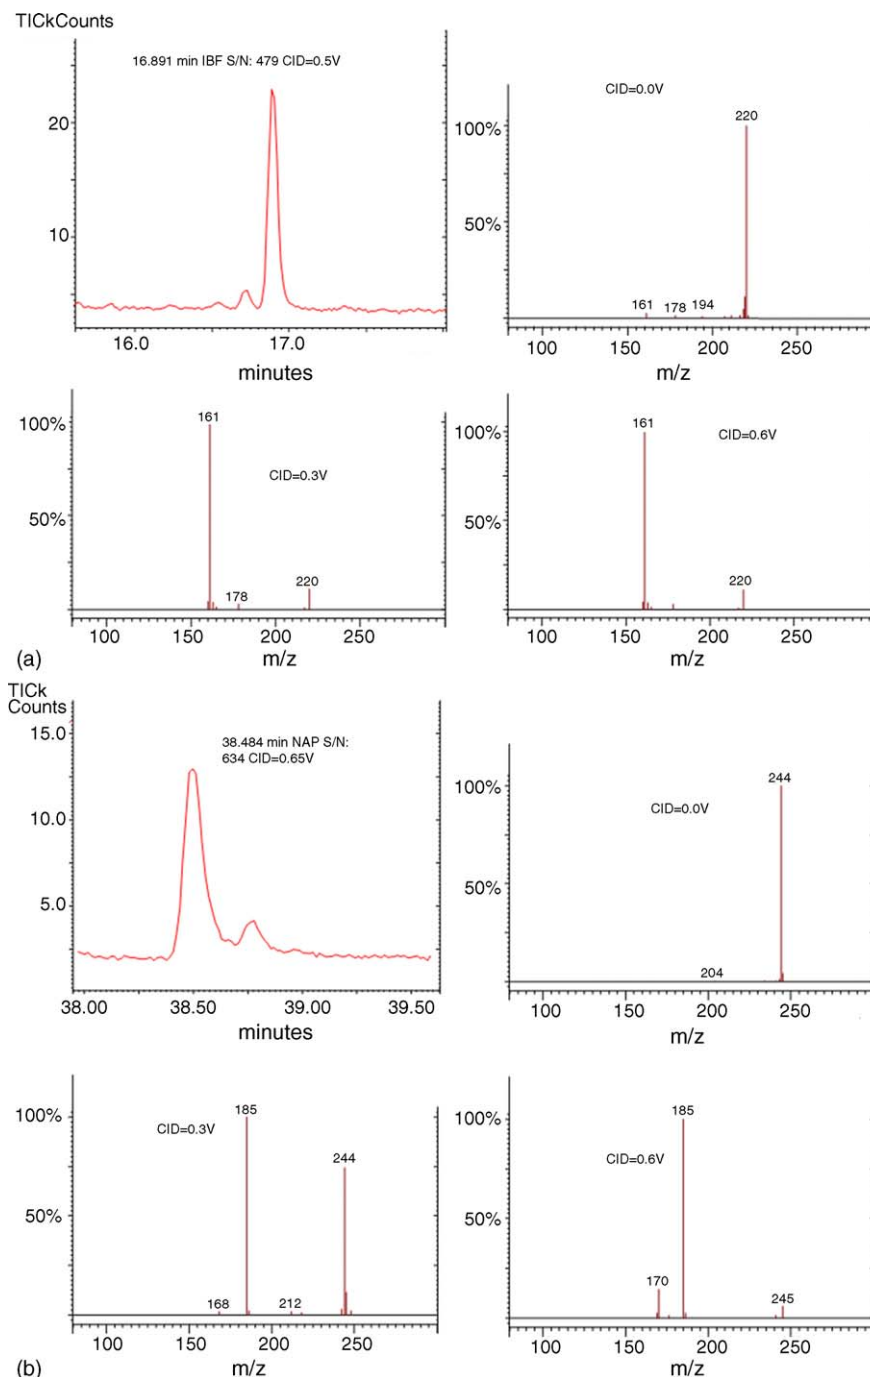 TICkCounts
16.891 min IBF S/N: 479 CID=0.5V
20
10
16.0 17.0
minutes
CID=0.0V
220
100%
50%
161 178 194
100 150 200 250
m/z
100%
161
CID=0.3V
50%
178 220
100 150 200 250
m/z
100%
161
CID=0.6V
50%
220
100 150 200 250
m/z
(a)
TICk
Counts
15.0
38.484 min NAP S/N:
634 CID=0.65V
10.0
5.0
38.00 38.50 39.00 39.50
minutes
244
100%
CID=0.0V
50%
204
100 150 200 250
m/z
185
100%
CID=0.3V
244
50%
168 212
100 150 200 250
m/z
185
100%
CID=0.6V
50%
170
245
100 150 200 250
m/z
(b)